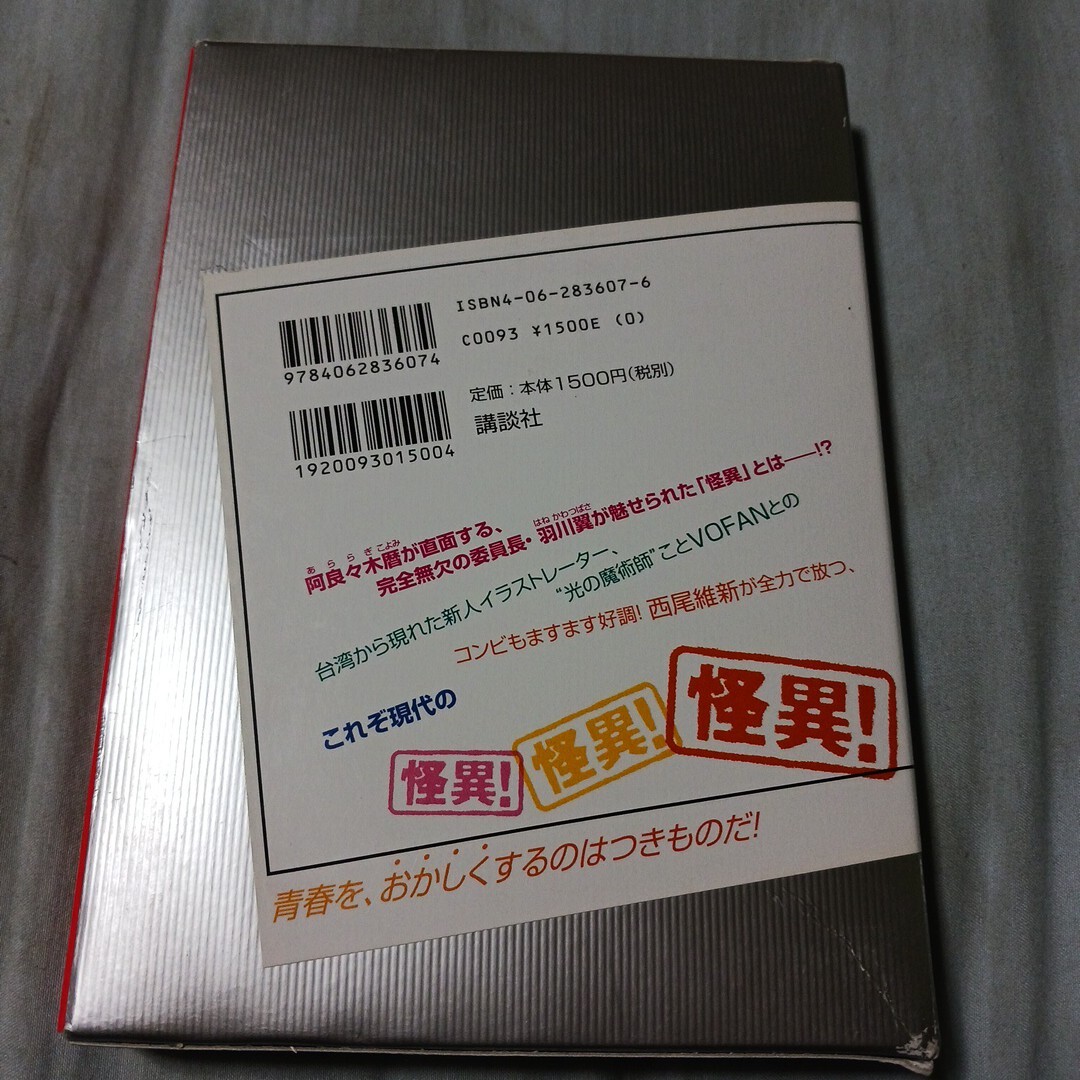 ISBN4-06-283607-6
C0093 ¥1500E (0)
9784062836074
定価：本体1500円(税別)
講談社
1920093015004
あららぎこよみ
阿良々木暦が直面する、
はねかわつばさ
完全無欠の委員長・羽川翼が魅せられた「怪異」とは──!?
台湾から現れた新人イラストレーター、
“光の魔術師”ことVOFANとの
コンビもますます好調! 西尾維新が全力で放つ、
これぞ現代の
怪異!
怪異!
怪異!
青春を、おかしくするのはつきものだ!